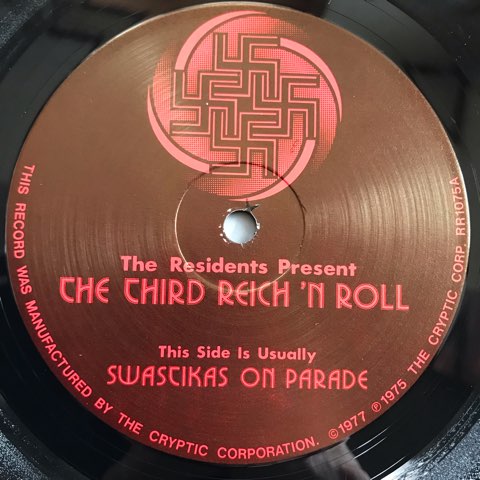 The Residents Present
THE THIRD REICH 'N ROLL
This Side Is Usually
SWASTIKAS ON PARADE
THIS RECORD WAS MANUFACTURED BY THE CRYPTIC CORPORATION. ©1977 ℗1975 THE CRYPTIC CORP. RR1075A